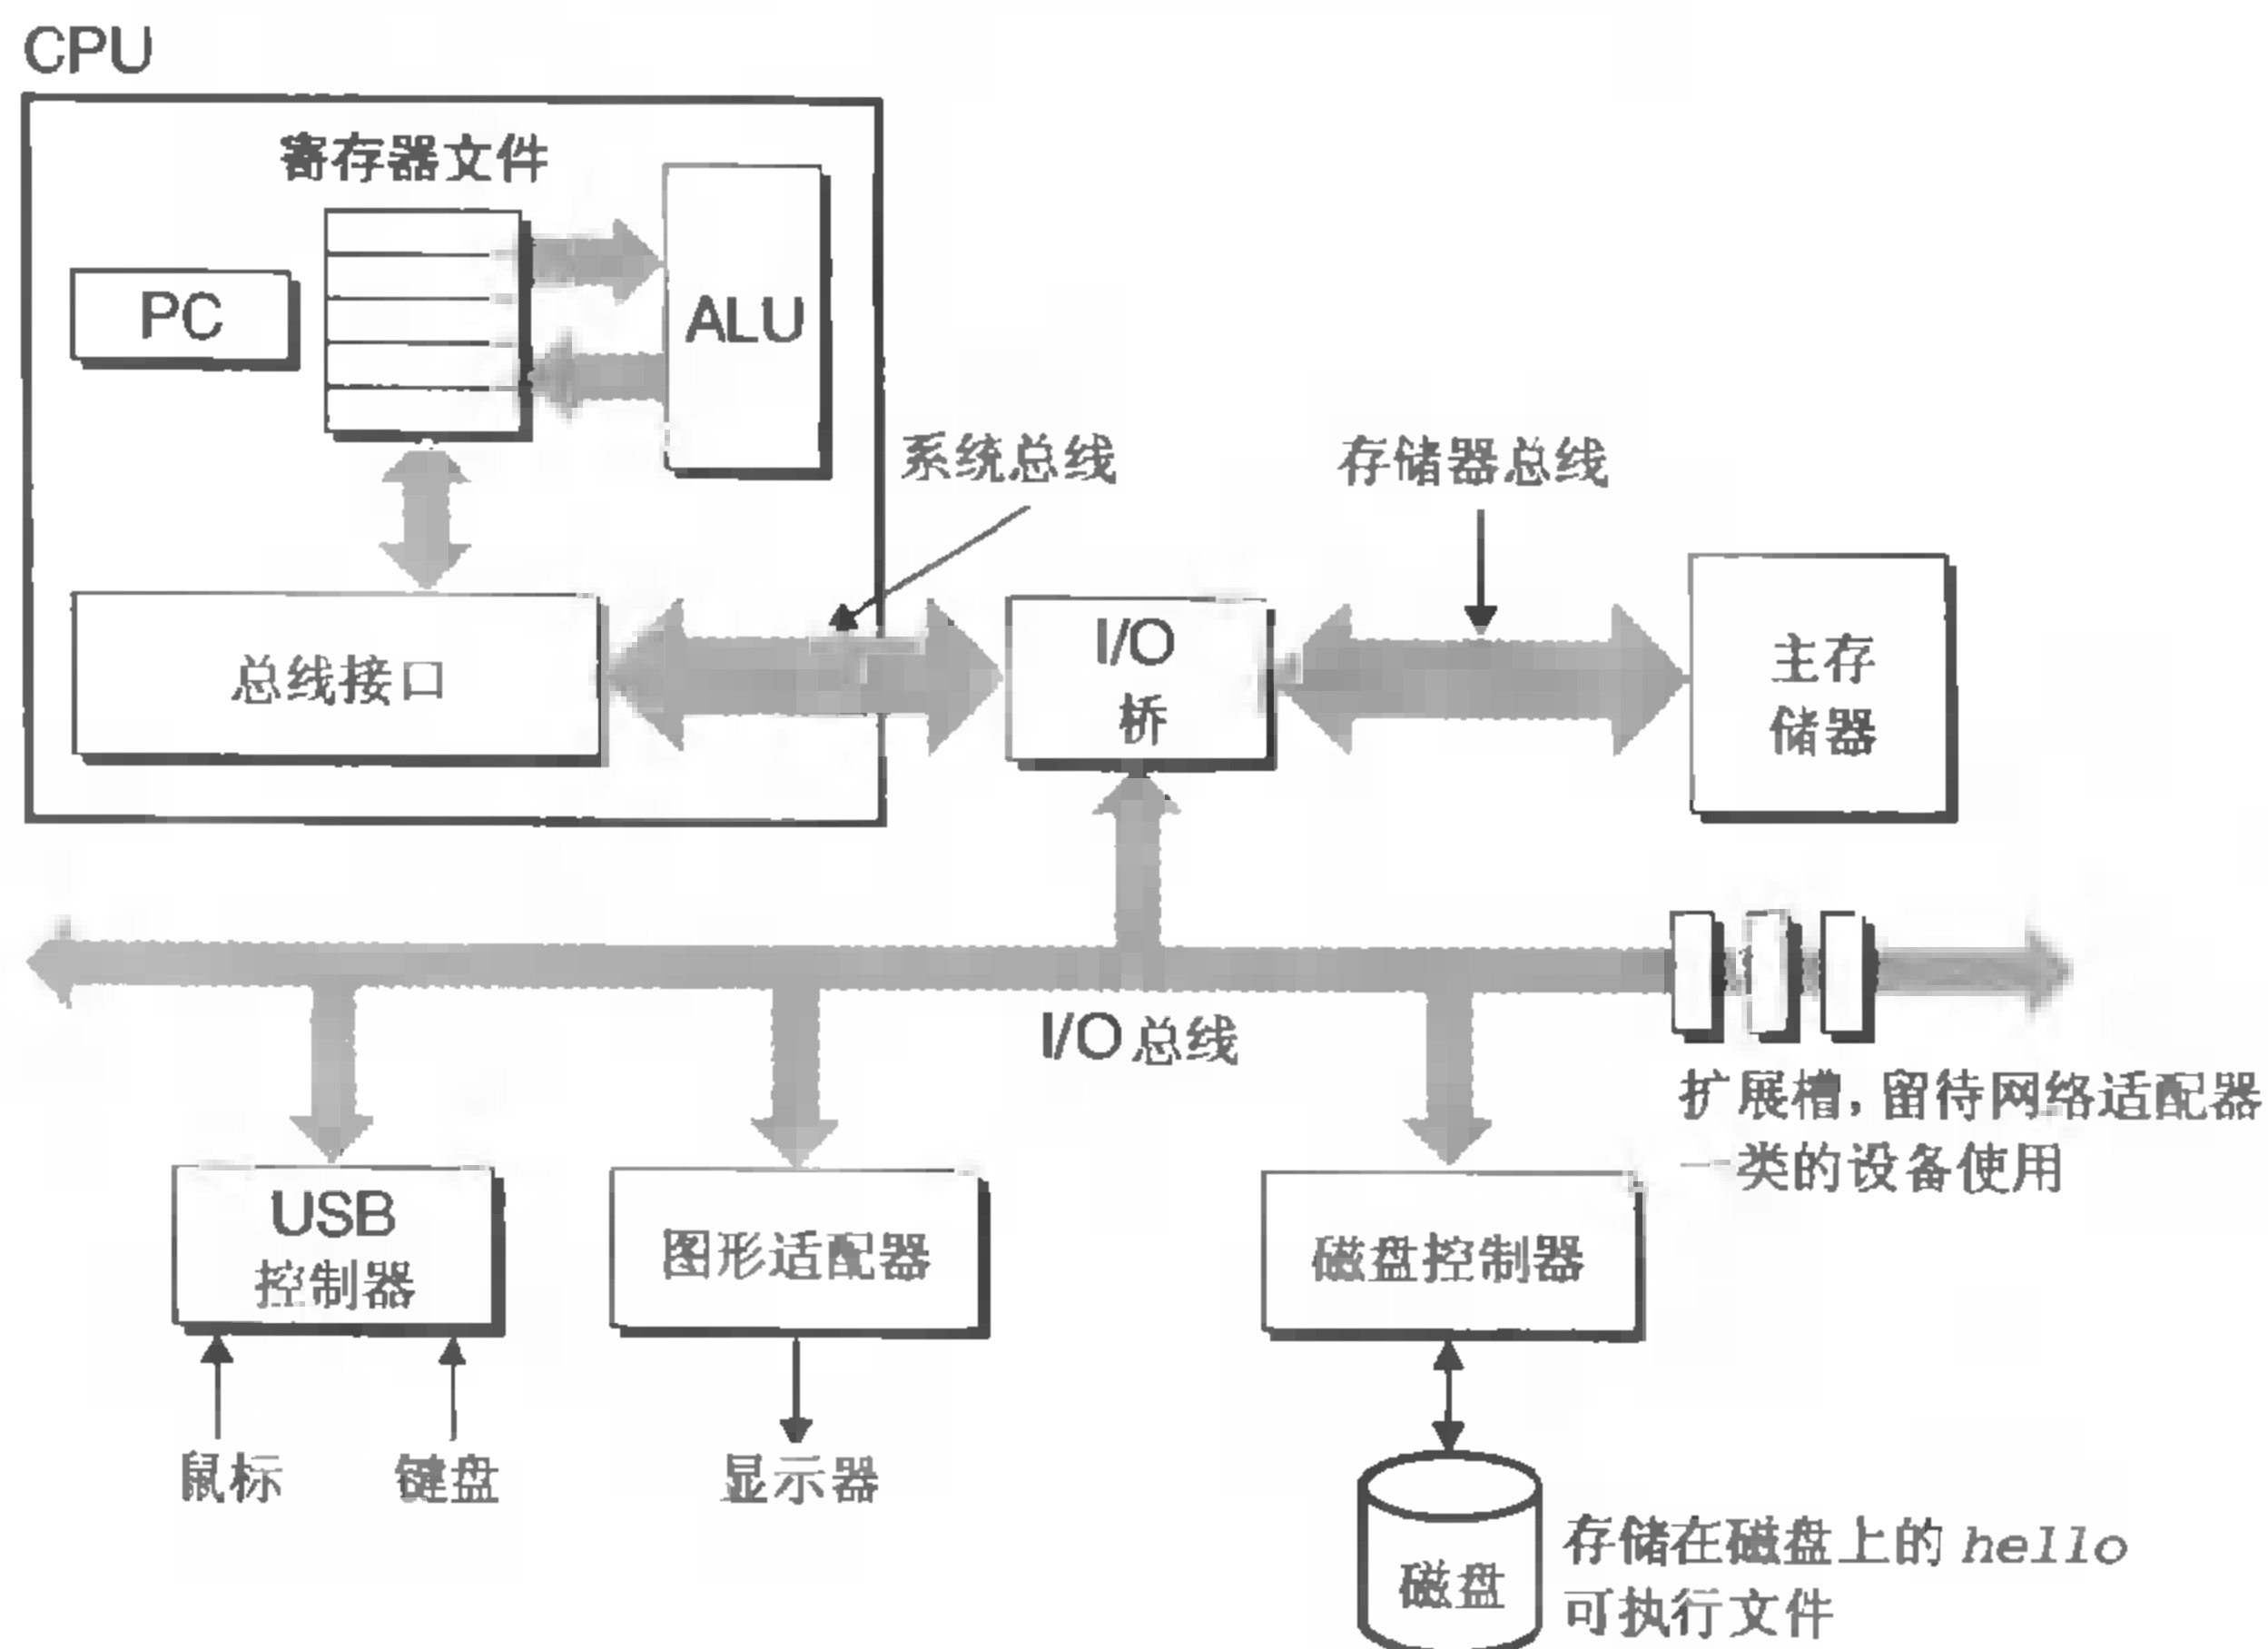 CPU
寄存器文件
PC
ALU
系统总线
存储器总线
总线接口
I/O
桥
主存
储器
I/O 总线
扩展槽，留待网络适配器
一类的设备使用
USB
控制器
图形适配器
磁盘控制器
鼠标
键盘
显示器
磁盘
存储在磁盘上的 hello
可执行文件